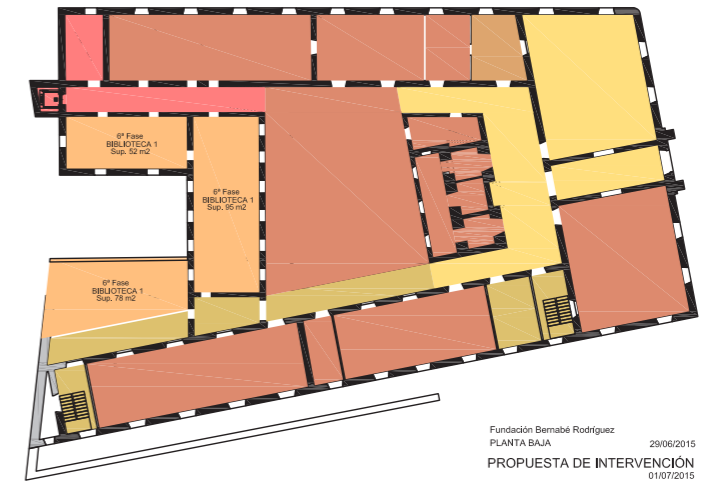 6ª Fase
BIBLIOTECA 1
Sup. 52 m2
6ª Fase
BIBLIOTECA 1
Sup. 95 m2
6ª Fase
BIBLIOTECA 1
Sup. 78 m2
Fundación Bernabé Rodríguez
PLANTA BAJA 29/06/2015
PROPUESTA DE INTERVENCIÓN
01/07/2015